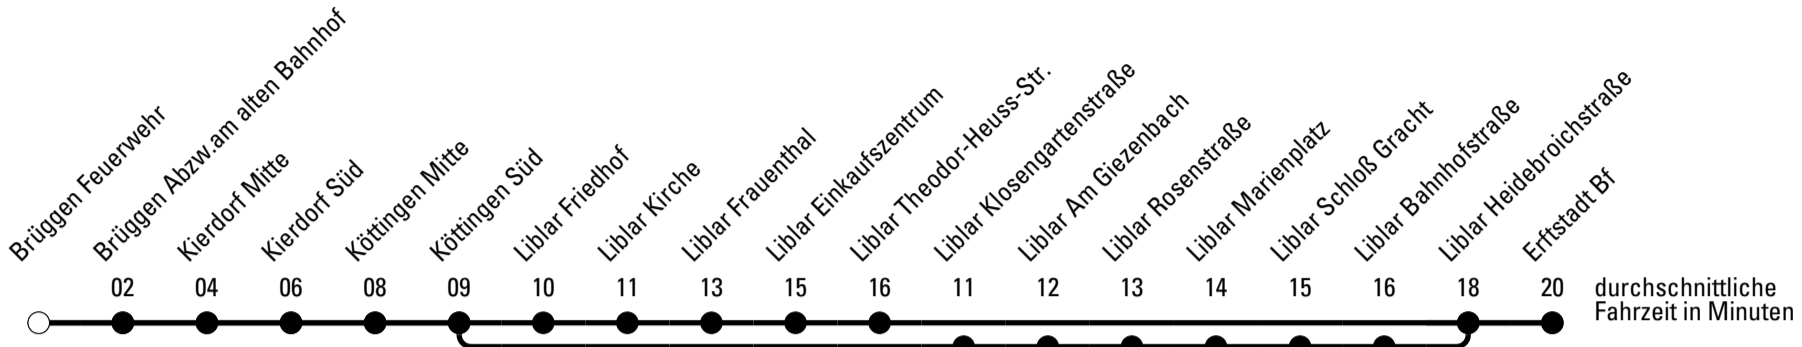 Brüggen Feuerwehr
Brüggen Abzw.am alten Bahnhof
Kierdorf Mitte
Kierdorf Süd
Köttingen Mitte
Köttingen Süd
Liblar Friedhof
Liblar Kirche
Liblar Frauenthal
Liblar Einkaufszentrum
Liblar Theodor-Heuss-Str.
Liblar Klosengartenstraße
Liblar Am Giezenbach
Liblar Rosenstraße
Liblar Marienplatz
Liblar Schloß Gracht
Liblar Bahnhofstraße
Liblar Heidebroichstraße
Erftstadt Bf
02 04 06 08 09 10 11 13 15 16 11 12 13 14 15 16 18 20 durchschnittliche
Fahrzeit in Minuten